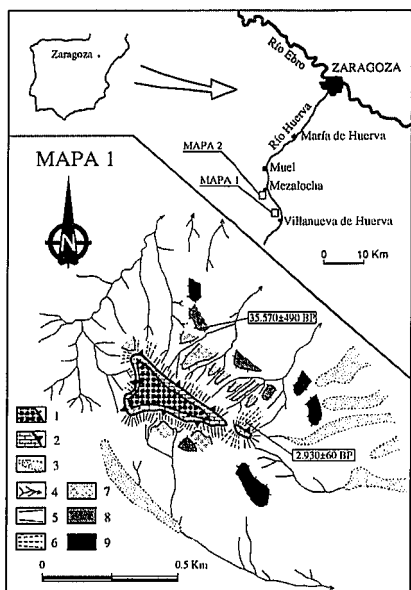 Zaragoza
Río Ebro
ZARAGOZA
Río Huerva
María de Huerva
MAPA 2
Muel
MAPA 1
Mezalocha
Villanueva de Huerva
0 10 Km
MAPA 1
N
35.570±490 BP
2.930±60 BP
1
2
3
4 7
5 8
6 9
0 0.5 Km